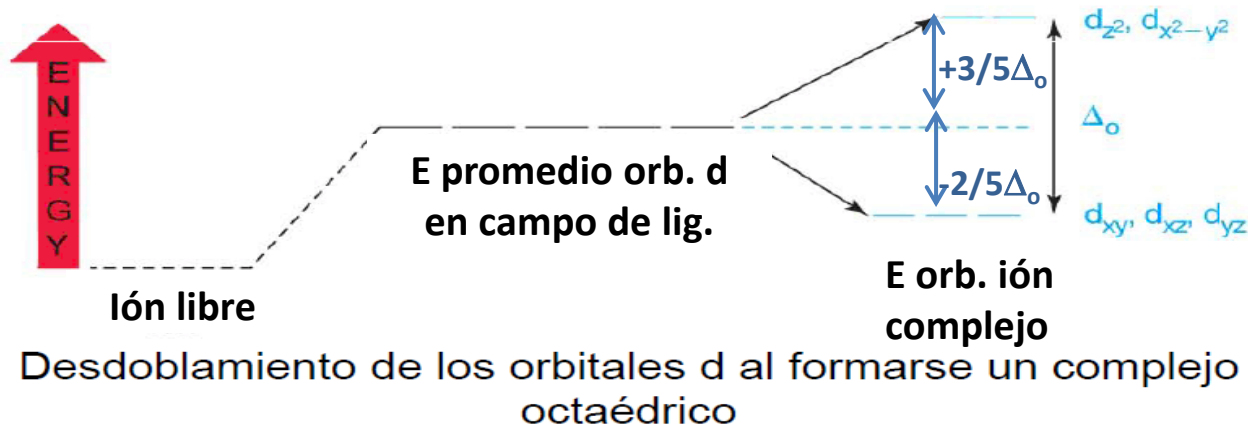 ENERGY
Ión libre
E promedio orb. d
en campo de lig.
+3/5Δₒ
-2/5Δₒ
d_z², d_x²−y²
Δₒ
d_xy, d_xz, d_yz
E orb. ión
complejo
Desdoblamiento de los orbitales d al formarse un complejo
octaédrico